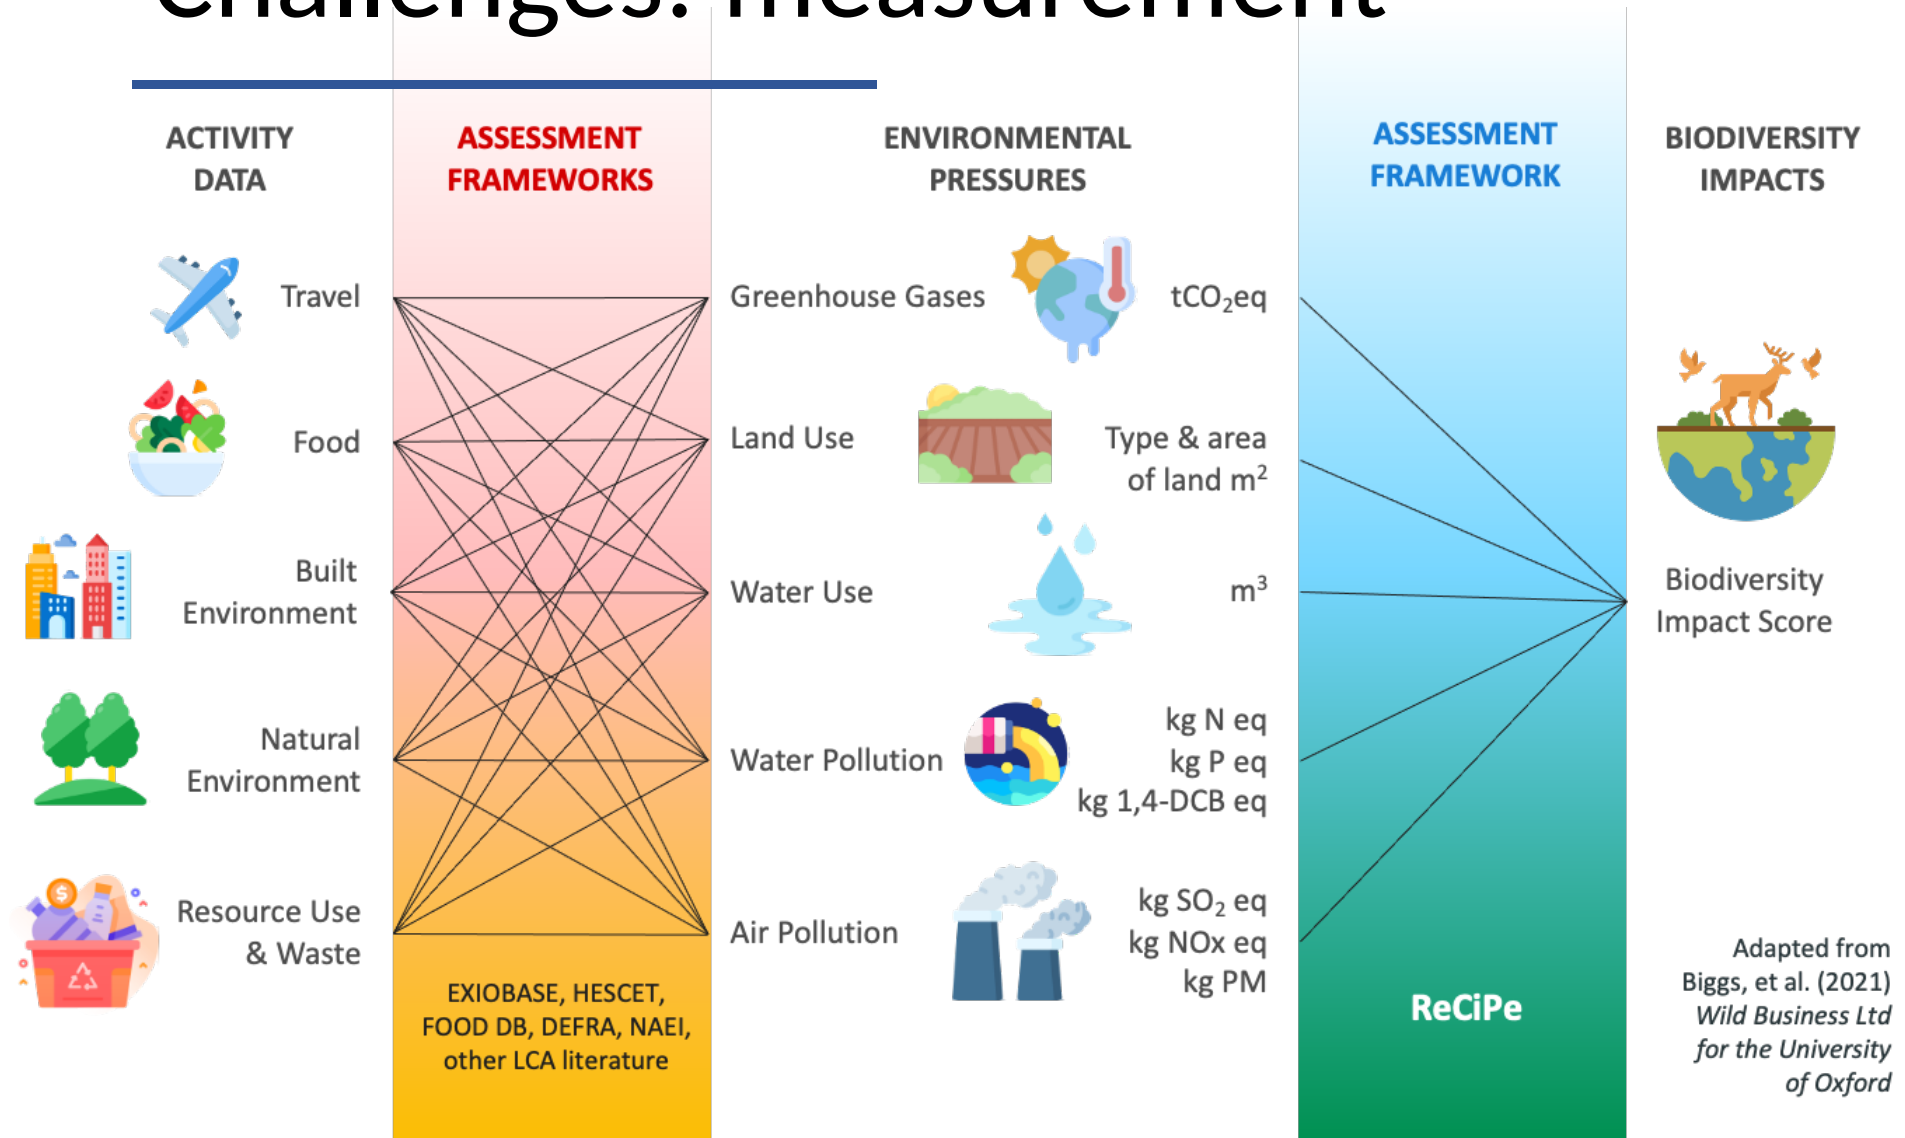 Challenges: measurement
ACTIVITY
DATA
ASSESSMENT
FRAMEWORKS
ENVIRONMENTAL
PRESSURES
ASSESSMENT
FRAMEWORK
BIODIVERSITY
IMPACTS
Travel
Greenhouse Gases
tCO₂eq
Food
Land Use
Type & area
of land m²
Built
Environment
Water Use
m³
Biodiversity
Impact Score
Natural
Environment
Water Pollution
kg N eq
kg P eq
kg 1,4-DCB eq
Resource Use
& Waste
Air Pollution
kg SO₂ eq
kg NOx eq
kg PM
EXIOBASE, HESCET,
FOOD DB, DEFRA, NAEI,
other LCA literature
ReCiPe
Adapted from
Biggs, et al. (2021)
Wild Business Ltd
for the University
of Oxford